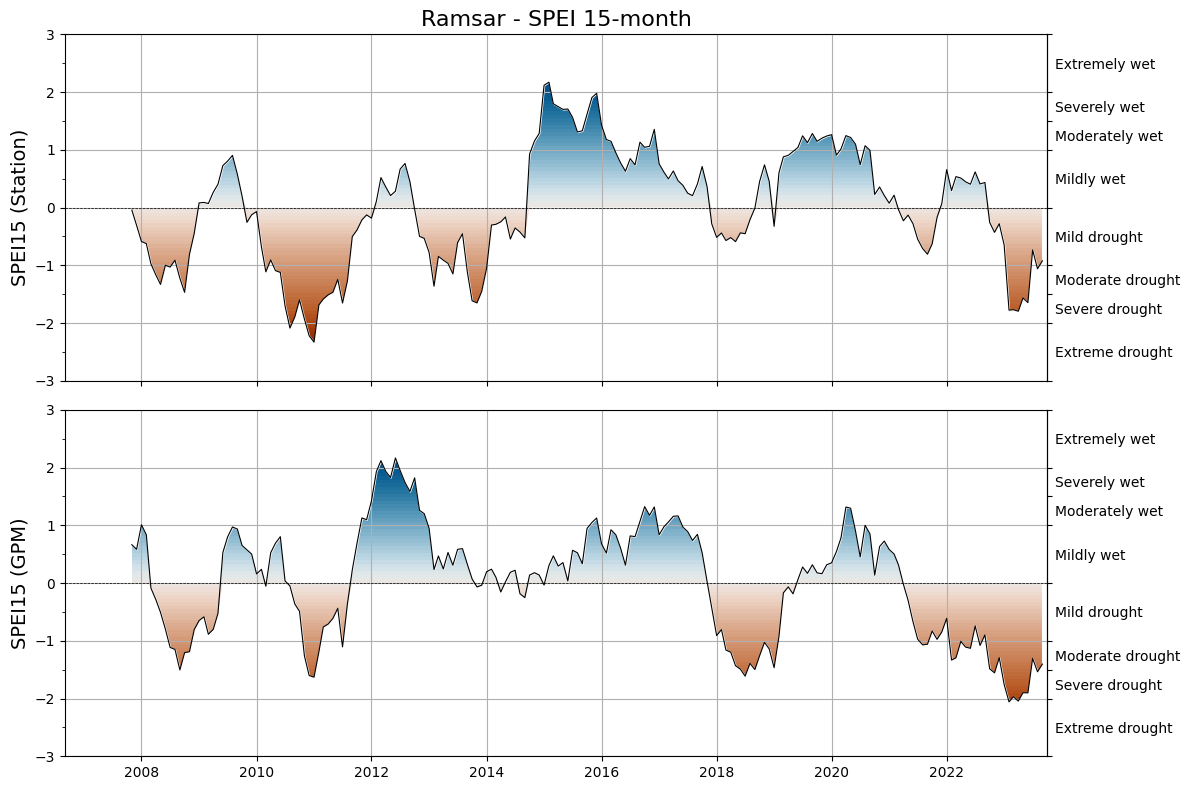 Ramsar - SPEI 15-month
SPEI15 (Station)
3
2
1
0
−1
−2
−3
Extremely wet
Severely wet
Moderately wet
Mildly wet
Mild drought
Moderate drought
Severe drought
Extreme drought
SPEI15 (GPM)
3
2
1
0
−1
−2
−3
Extremely wet
Severely wet
Moderately wet
Mildly wet
Mild drought
Moderate drought
Severe drought
Extreme drought
2008 2010 2012 2014 2016 2018 2020 2022